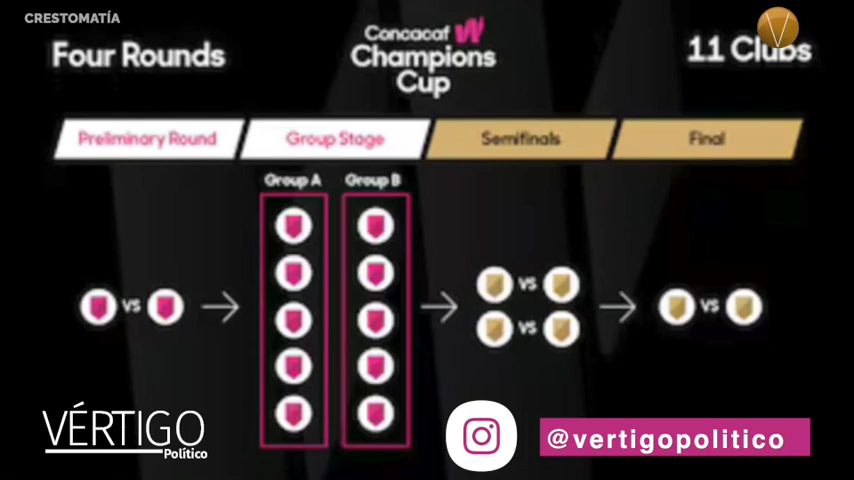 CRESTOMATÍA
Four Rounds
Concacaf W
Champions
Cup
11 Clubs
Preliminary Round
Group Stage
Semifinals
Final
Group A
Group B
VS
VS
VS
VS
VÉRTIGO
Político
@vertigopolitico